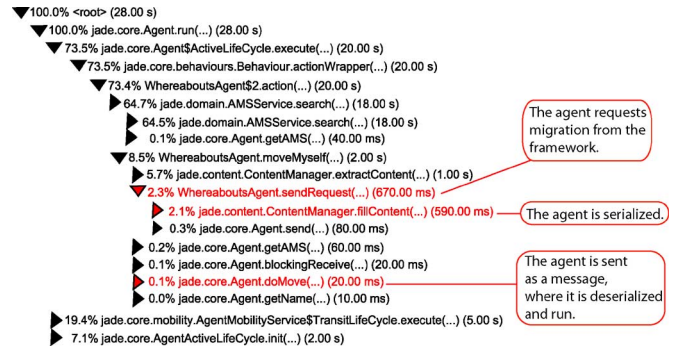 100.0% <root> (28.00 s)
100.0% jade.core.Agent.run(...) (28.00 s)
73.5% jade.core.Agent$ActiveLifeCycle.execute(...) (20.00 s)
73.5% jade.core.behaviours.Behaviour.actionWrapper(...) (20.00 s)
73.4% WhereaboutsAgent$2.action(...) (20.00 s)
64.7% jade.domain.AMSService.search(...) (18.00 s)
64.5% jade.domain.AMSService.search(...) (18.00 s)
0.1% jade.core.Agent.getAMS(...) (40.00 ms)
8.5% WhereaboutsAgent.moveMyself(...) (2.00 s)
5.7% jade.content.ContentManager.extractContent(...) (1.00 s)
2.3% WhereaboutsAgent.sendRequest(...) (670.00 ms)
2.1% jade.content.ContentManager.fillContent(...) (590.00 ms)
0.3% jade.core.Agent.send(...) (80.00 ms)
0.2% jade.core.Agent.getAMS(...) (60.00 ms)
0.1% jade.core.Agent.blockingReceive(...) (20.00 ms)
0.1% jade.core.Agent.doMove(...) (20.00 ms)
0.0% jade.core.Agent.getName(...) (10.00 ms)
19.4% jade.core.mobility.AgentMobilityService$TransitLifeCycle.execute(...) (5.00 s)
7.1% jade.core.AgentActiveLifeCycle.init(...) (2.00 s)
The agent requests
migration from the
framework.
The agent is serialized.
The agent is sent
as a message,
where it is deserialized
and run.